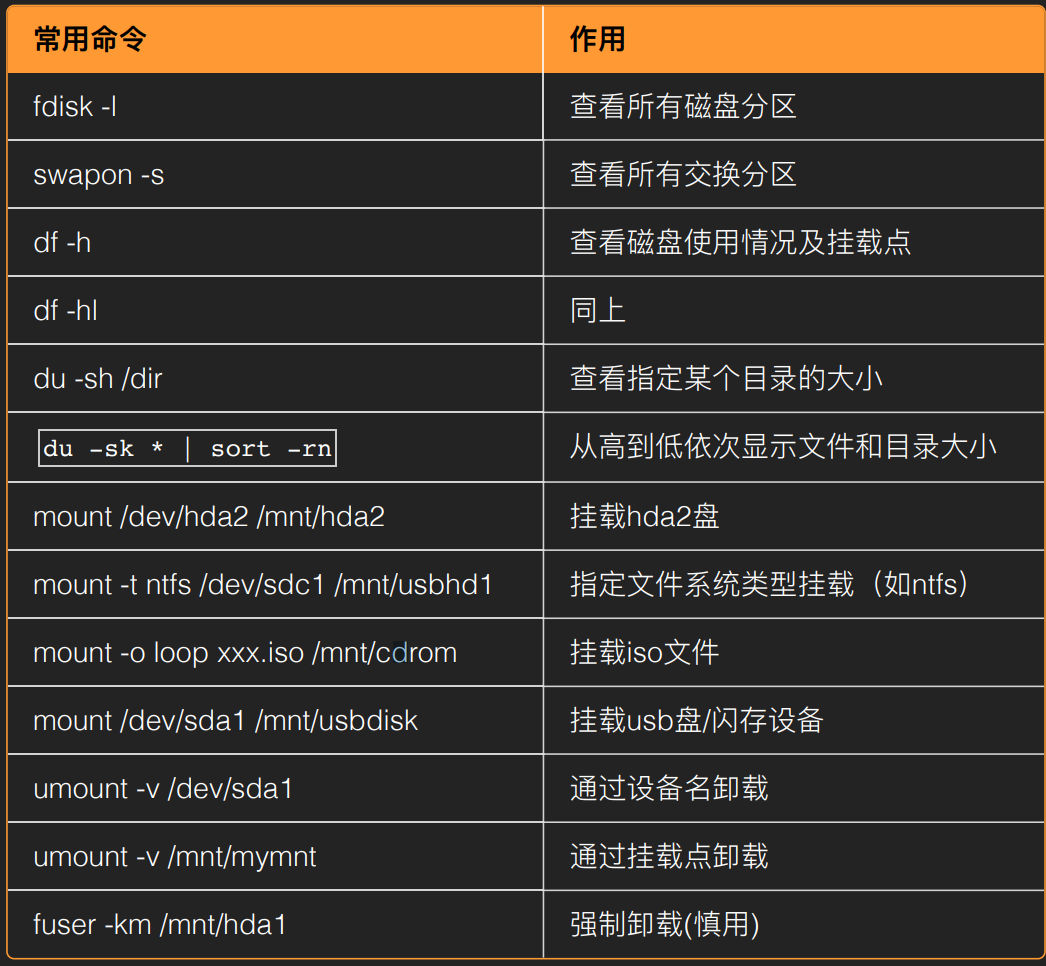 常用命令 作用
fdisk -l 查看所有磁盘分区
swapon -s 查看所有交换分区
df -h 查看磁盘使用情况及挂载点
df -hl 同上
du -sh /dir 查看指定某个目录的大小
du -sk * | sort -rn 从高到低依次显示文件和目录大小
mount /dev/hda2 /mnt/hda2 挂载hda2盘
mount -t ntfs /dev/sdc1 /mnt/usbhd1 指定文件系统类型挂载（如ntfs）
mount -o loop xxx.iso /mnt/cdrom 挂载iso文件
mount /dev/sda1 /mnt/usbdisk 挂载usb盘/闪存设备
umount -v /dev/sda1 通过设备名卸载
umount -v /mnt/mymnt 通过挂载点卸载
fuser -km /mnt/hda1 强制卸载(慎用)